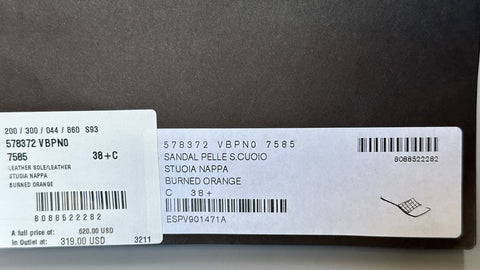 200 / 300 / 044 / 860 S93
578372 VBPN0
7585 38+C
LEATHER SOLE/LEATHER
STUOIA NAPPA
BURNED ORANGE
8088522282
A full price at: 620.00 USD
In Outlet at: 319.00 USD 3211
578372 VBPN0 7585
SANDAL PELLE S.CUOIO
STUOIA NAPPA
BURNED ORANGE
C 38+
ESPV901471A
8088522282